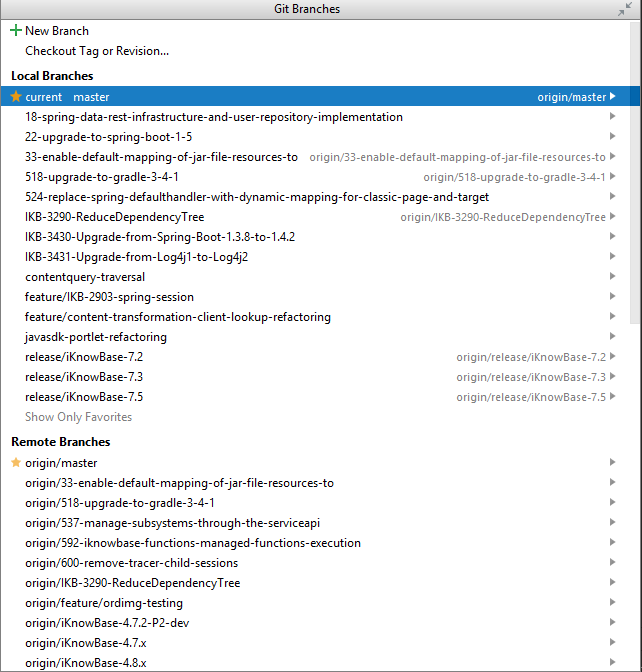 Git Branches
New Branch
Checkout Tag or Revision...
Local Branches
current master origin/master
18-spring-data-rest-infrastructure-and-user-repository-implementation
22-upgrade-to-spring-boot-1-5
33-enable-default-mapping-of-jar-file-resources-to origin/33-enable-default-mapping-of-jar-file-resources-to
518-upgrade-to-gradle-3-4-1 origin/518-upgrade-to-gradle-3-4-1
524-replace-spring-defaulthandler-with-dynamic-mapping-for-classic-page-and-target
IKB-3290-ReduceDependencyTree origin/IKB-3290-ReduceDependencyTree
IKB-3430-Upgrade-from-Spring-Boot-1.3.8-to-1.4.2
IKB-3431-Upgrade-from-Log4j1-to-Log4j2
contentquery-traversal
feature/IKB-2903-spring-session
feature/content-transformation-client-lookup-refactoring
javasdk-portlet-refactoring
release/iKnowBase-7.2 origin/release/iKnowBase-7.2
release/iKnowBase-7.3 origin/release/iKnowBase-7.3
release/iKnowBase-7.5 origin/release/iKnowBase-7.5
Show Only Favorites
Remote Branches
origin/master
origin/33-enable-default-mapping-of-jar-file-resources-to
origin/518-upgrade-to-gradle-3-4-1
origin/537-manage-subsystems-through-the-serviceapi
origin/592-iknowbase-functions-managed-functions-execution
origin/600-remove-tracer-child-sessions
origin/IKB-3290-ReduceDependencyTree
origin/feature/ordimg-testing
origin/iKnowBase-4.7.2-P2-dev
origin/iKnowBase-4.7.x
origin/iKnowBase-4.8.x